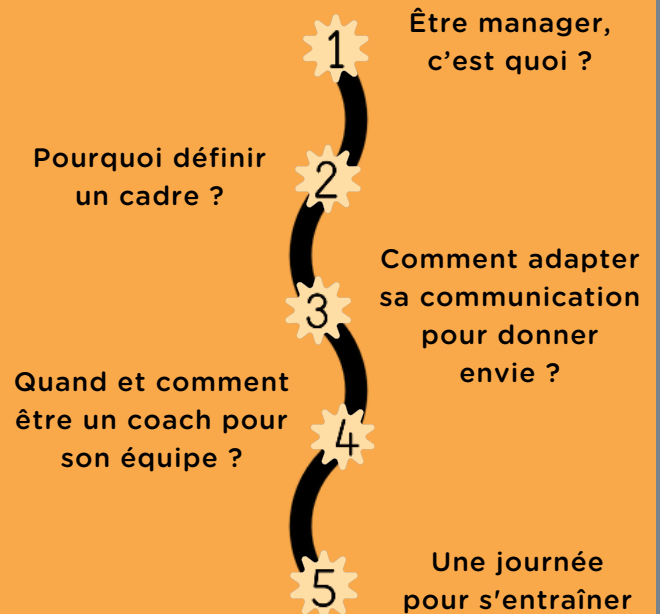 1
Être manager,
c'est quoi ?
2
Pourquoi définir
un cadre ?
3
Comment adapter
sa communication
pour donner
envie ?
4
Quand et comment
être un coach pour
son équipe ?
5
Une journée
pour s'entraîner